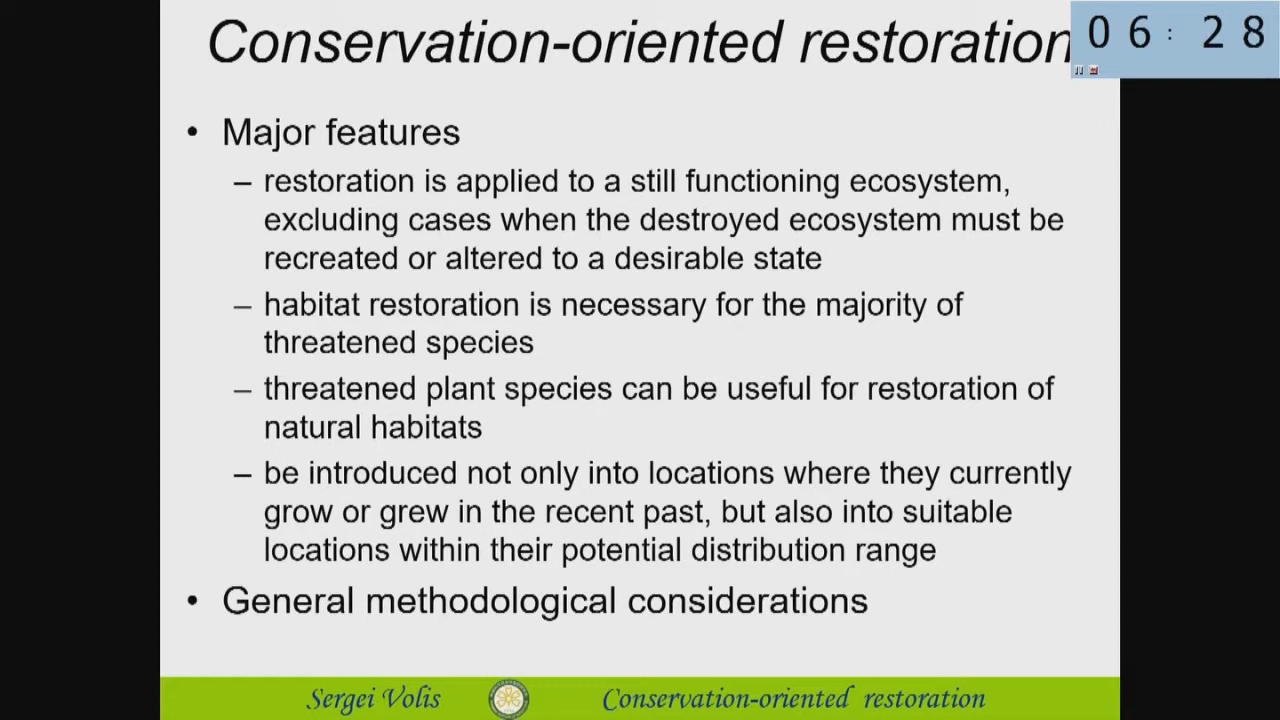 Conservation-oriented restoration
06: 28
• Major features
– restoration is applied to a still functioning ecosystem,
excluding cases when the destroyed ecosystem must be
recreated or altered to a desirable state
– habitat restoration is necessary for the majority of
threatened species
– threatened plant species can be useful for restoration of
natural habitats
– be introduced not only into locations where they currently
grow or grew in the recent past, but also into suitable
locations within their potential distribution range
• General methodological considerations
Sergei Volis
Conservation-oriented restoration